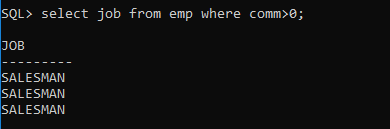 SQL> select job from emp where comm>0;
JOB
---------
SALESMAN
SALESMAN
SALESMAN